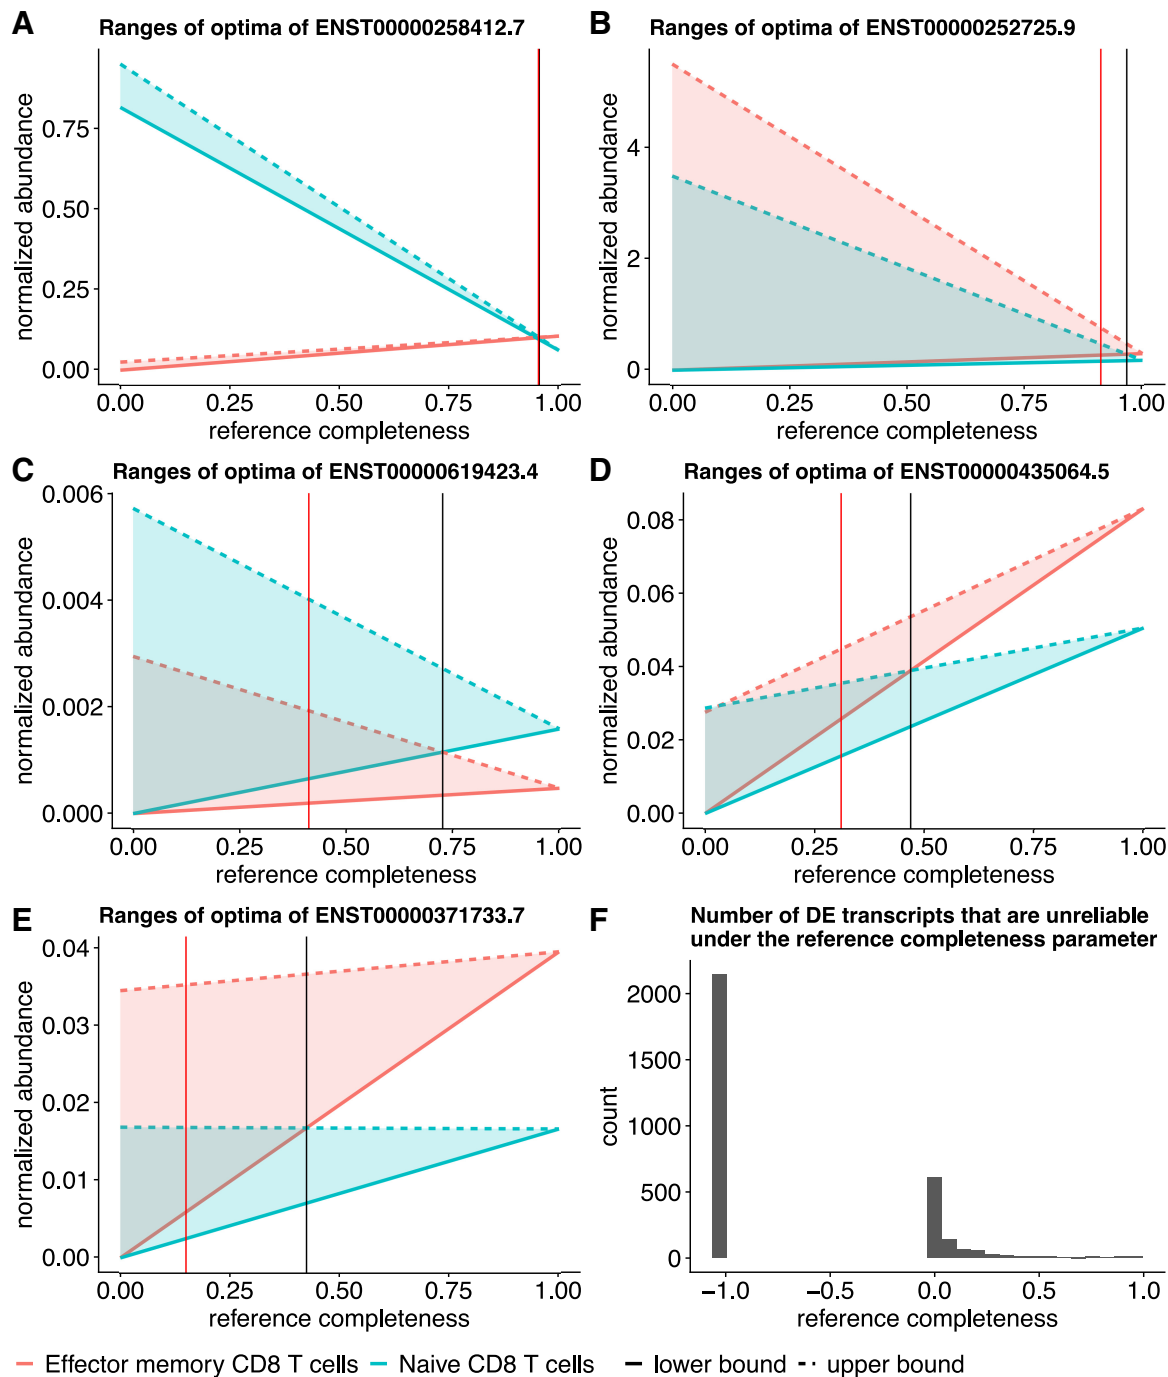 A
Ranges of optima of ENST00000258412.7
normalized abundance
0.75
0.50
0.25
0.00
0.00 0.25 0.50 0.75 1.00
reference completeness
B
Ranges of optima of ENST00000252725.9
normalized abundance
4
2
0
0.00 0.25 0.50 0.75 1.00
reference completeness
C
Ranges of optima of ENST00000619423.4
normalized abundance
0.006
0.004
0.002
0.000
0.00 0.25 0.50 0.75 1.00
reference completeness
D
Ranges of optima of ENST00000435064.5
normalized abundance
0.08
0.06
0.04
0.02
0.00
0.00 0.25 0.50 0.75 1.00
reference completeness
E
Ranges of optima of ENST00000371733.7
normalized abundance
0.04
0.03
0.02
0.01
0.00
0.00 0.25 0.50 0.75 1.00
reference completeness
F
Number of DE transcripts that are unreliable
under the reference completeness parameter
count
2000
1500
1000
500
0
−1.0 −0.5 0.0 0.5 1.0
reference completeness
Effector memory CD8 T cells Naive CD8 T cells lower bound upper bound